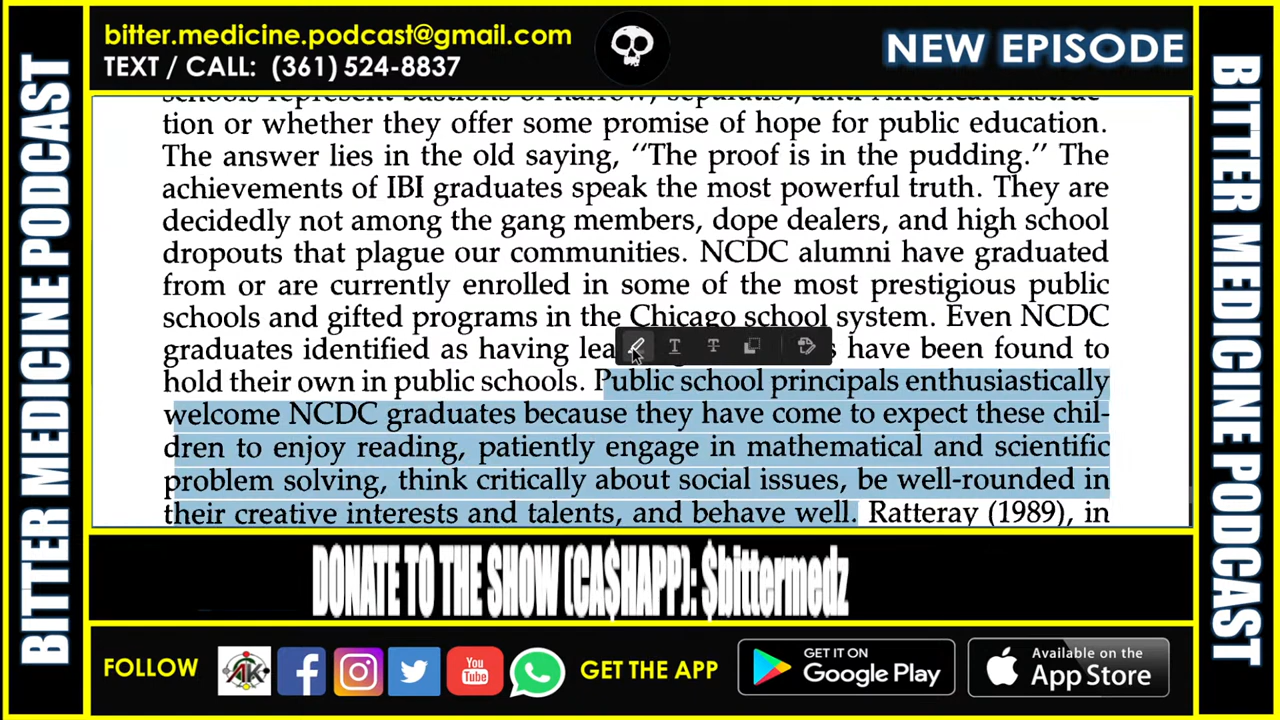 bitter.medicine.podcast@gmail.com
TEXT / CALL: (361) 524-8837
NEW EPISODE
BITTER MEDICINE PODCAST
tion or whether they offer some promise of hope for public education.
The answer lies in the old saying, ‘‘The proof is in the pudding.’’ The
achievements of IBI graduates speak the most powerful truth. They are
decidedly not among the gang members, dope dealers, and high school
dropouts that plague our communities. NCDC alumni have graduated
from or are currently enrolled in some of the most prestigious public
schools and gifted programs in the Chicago school system. Even NCDC
graduates identified as having lea s have been found to
hold their own in public schools. Public school principals enthusiastically
welcome NCDC graduates because they have come to expect these chil-
dren to enjoy reading, patiently engage in mathematical and scientific
problem solving, think critically about social issues, be well-rounded in
their creative interests and talents, and behave well. Ratteray (1989), in
BITTER MEDICINE PODCAST
DONATE TO THE SHOW (CA$HAPP): $bittermedz
FOLLOW
ATK
You
Tube
GET THE APP
GET IT ON
Google Play
Available on the
App Store